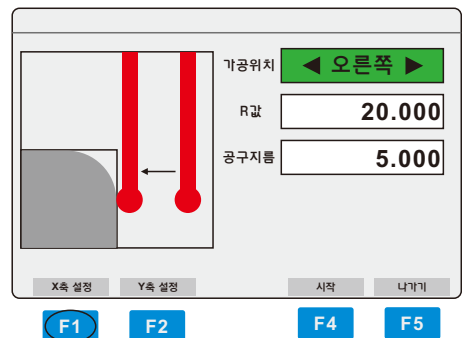 가공위치 ◀ 오른쪽 ▶
R값 20.000
공구지름 5.000
X축 설정 Y축 설정 시작 나가기
F1 F2 F4 F5